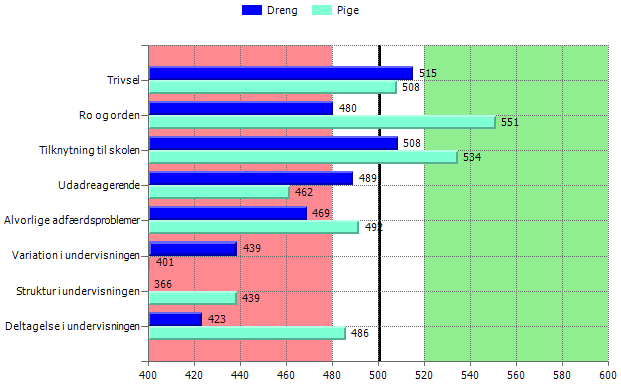 Dreng Pige
Trivsel 515
508
Ro og orden 480
551
Tilknytning til skolen 508
534
Udadreagerende 489
462
Alvorlige adfærdsproblemer 469
492
Variation i undervisningen 439
401
Struktur i undervisningen 366
439
Deltagelse i undervisningen 423
486
400 420 440 460 480 500 520 540 560 580 600